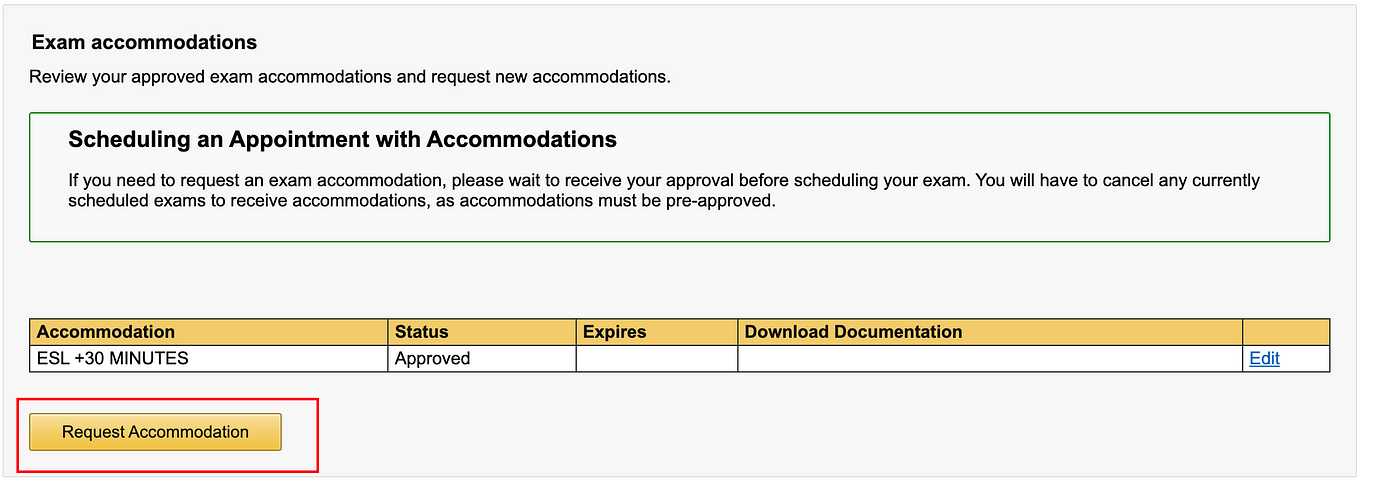 Exam accommodations
Review your approved exam accommodations and request new accommodations.
Scheduling an Appointment with Accommodations
If you need to request an exam accommodation, please wait to receive your approval before scheduling your exam. You will have to cancel any currently
scheduled exams to receive accommodations, as accommodations must be pre-approved.
Accommodation Status Expires Download Documentation
ESL +30 MINUTES Approved Edit
Request Accommodation